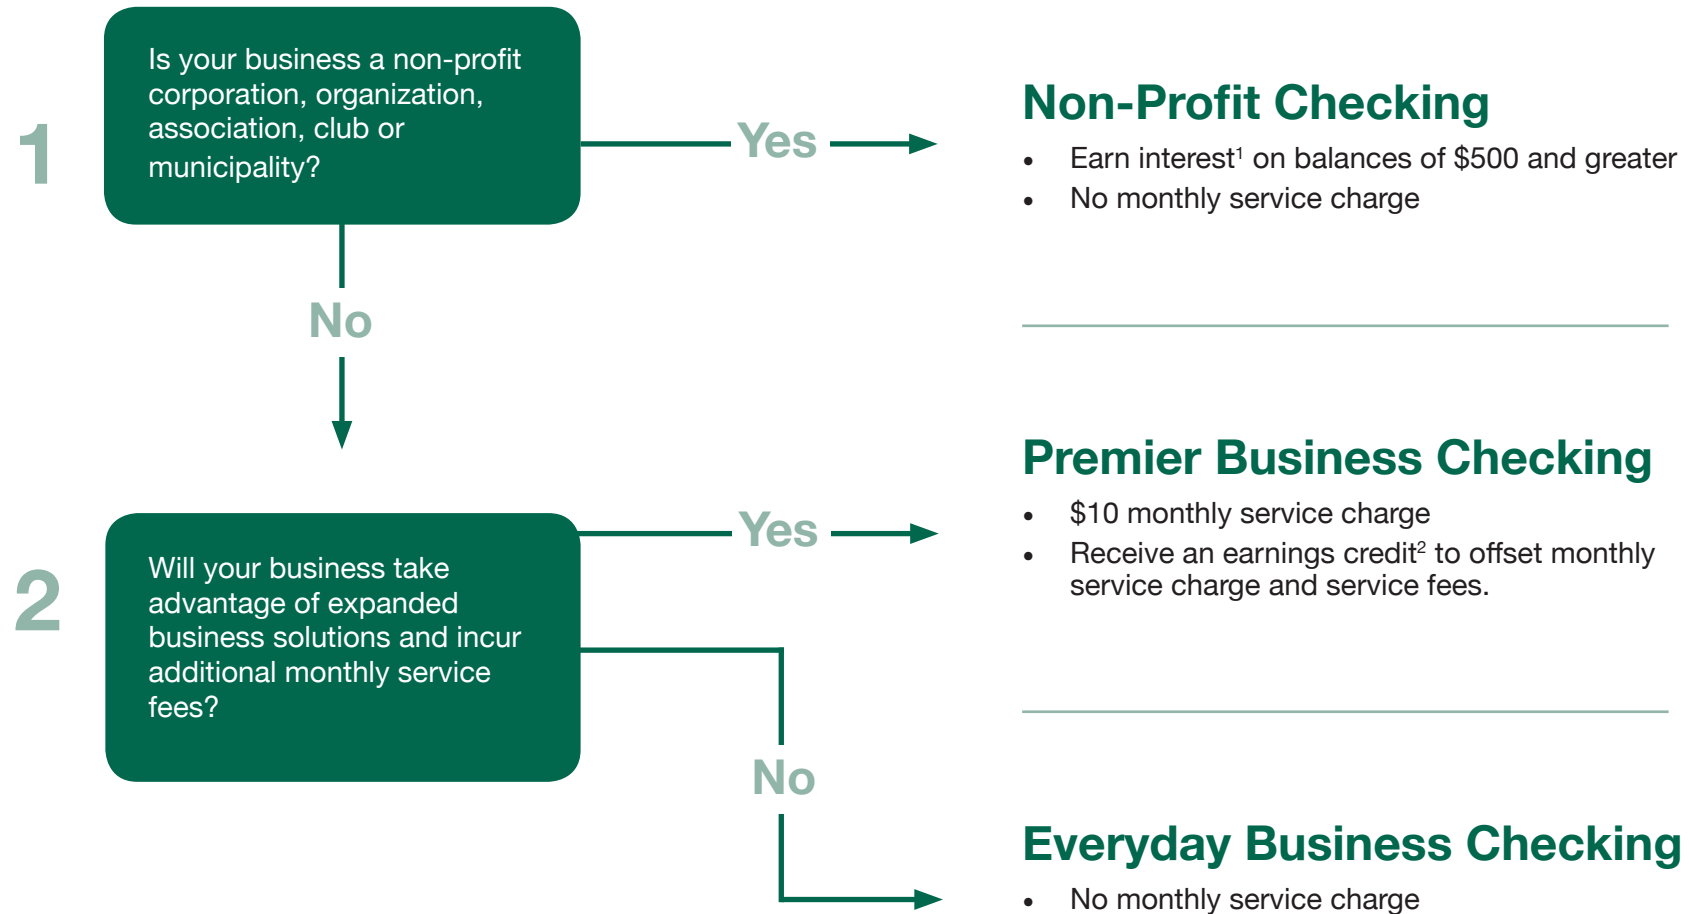 1
Is your business a non-profit
corporation, organization,
association, club or
municipality?
Yes
Non-Profit Checking
• Earn interest¹ on balances of $500 and greater
• No monthly service charge
No
2
Will your business take
advantage of expanded
business solutions and incur
additional monthly service
fees?
Yes
Premier Business Checking
• $10 monthly service charge
• Receive an earnings credit² to offset monthly
service charge and service fees.
No
Everyday Business Checking
• No monthly service charge